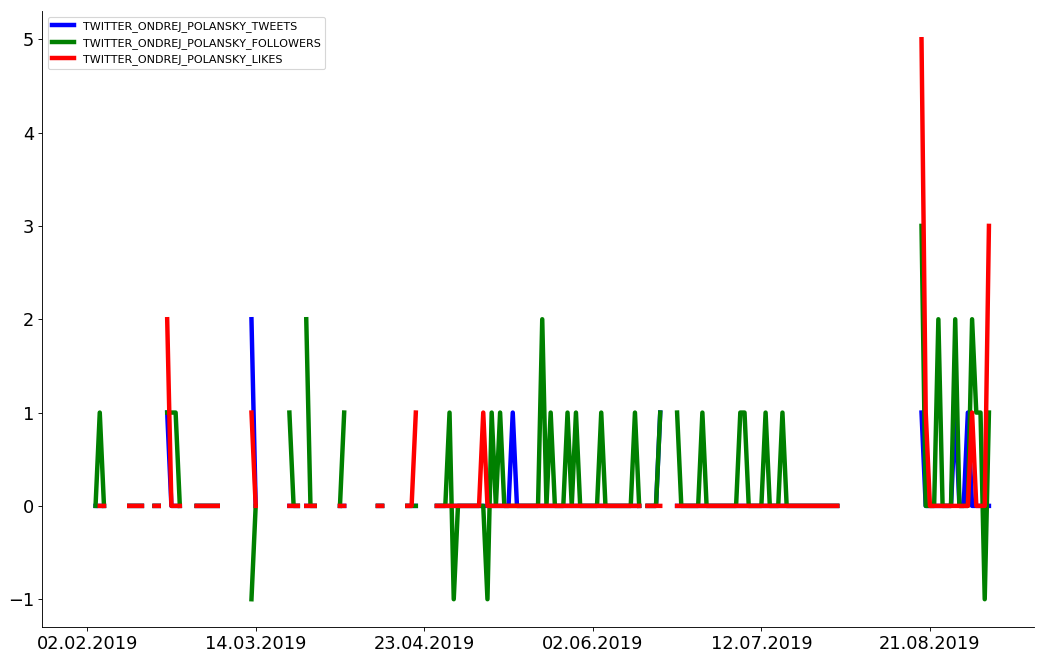 TWITTER_ONDREJ_POLANSKY_TWEETS
TWITTER_ONDREJ_POLANSKY_FOLLOWERS
TWITTER_ONDREJ_POLANSKY_LIKES
5
4
3
2
1
0
−1
02.02.2019 14.03.2019 23.04.2019 02.06.2019 12.07.2019 21.08.2019